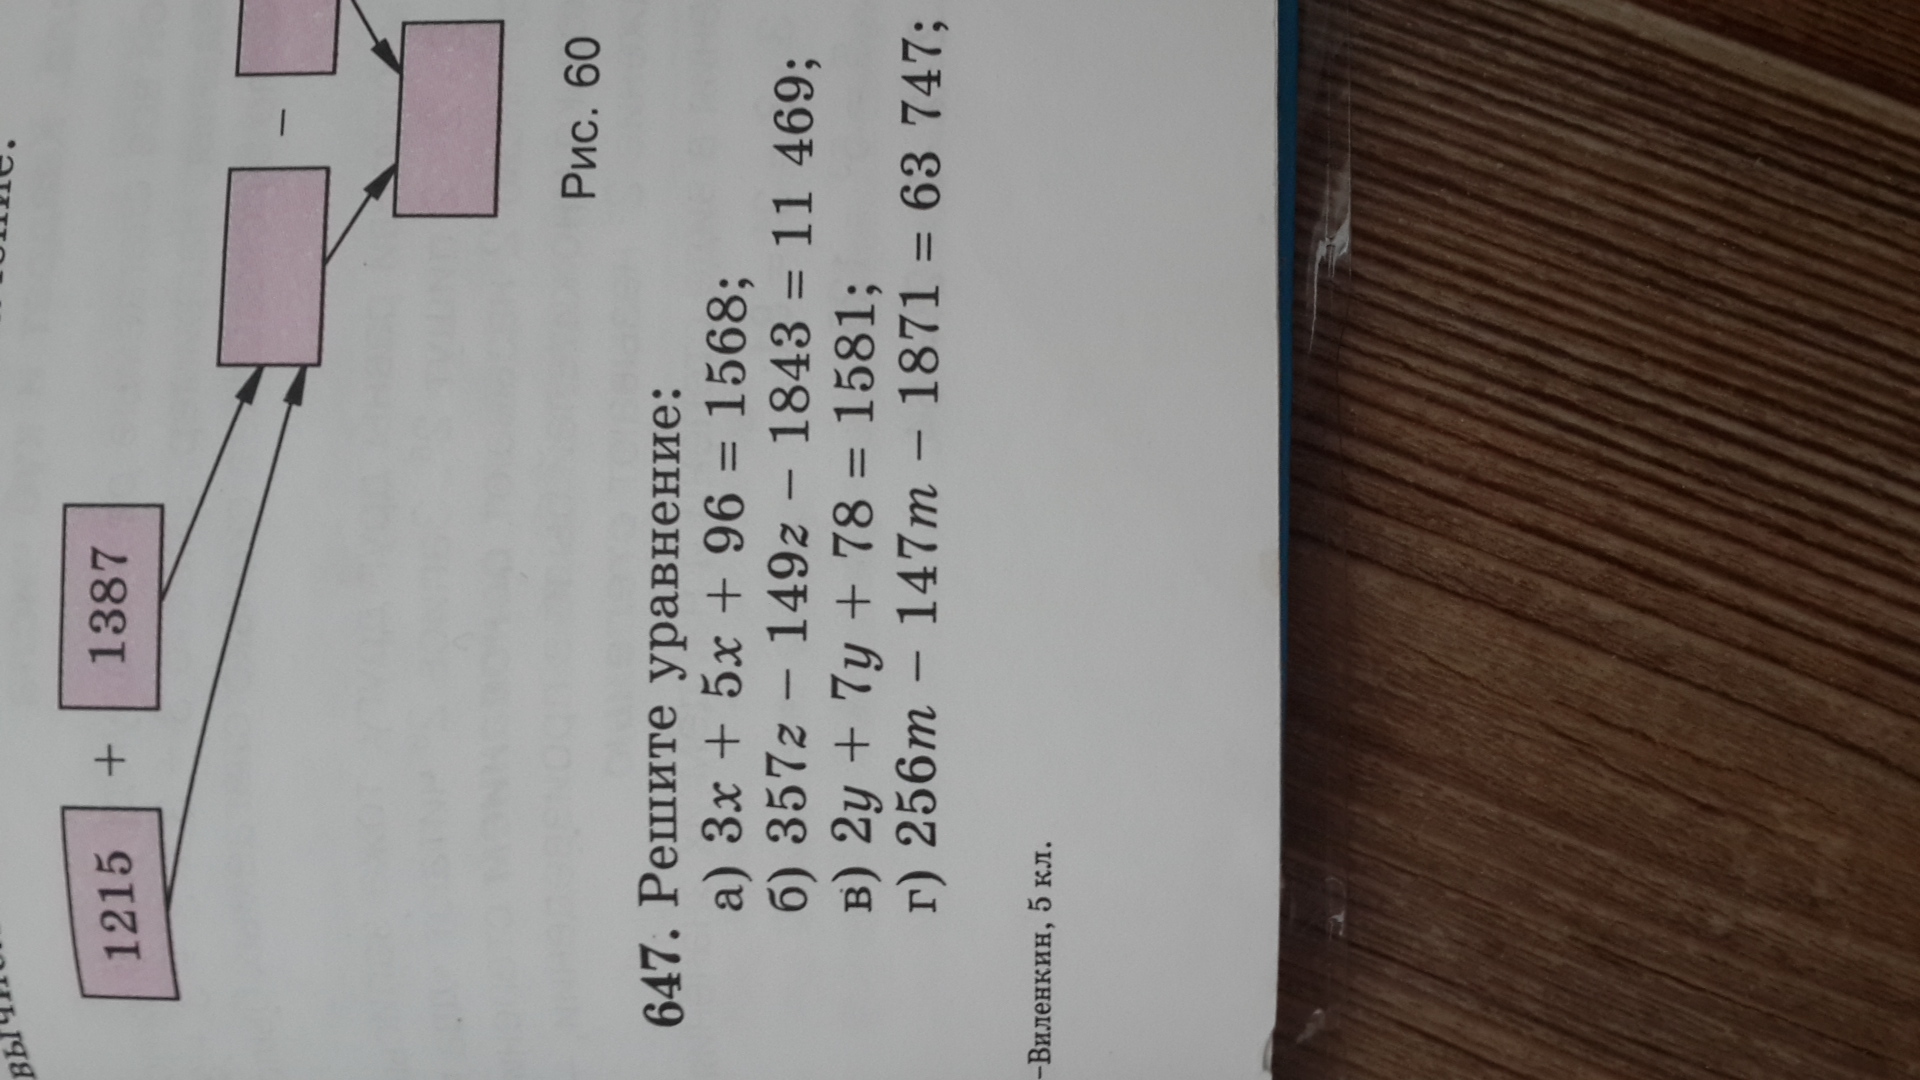 1215 + 1387
−
Рис. 60
647. Решите уравнение:
а) 3x + 5x + 96 = 1568;
б) 357z − 149z − 1843 = 11 469;
в) 2y + 7y + 78 = 1581;
г) 256m − 147m − 1871 = 63 747;
–Виленкин, 5 кл.